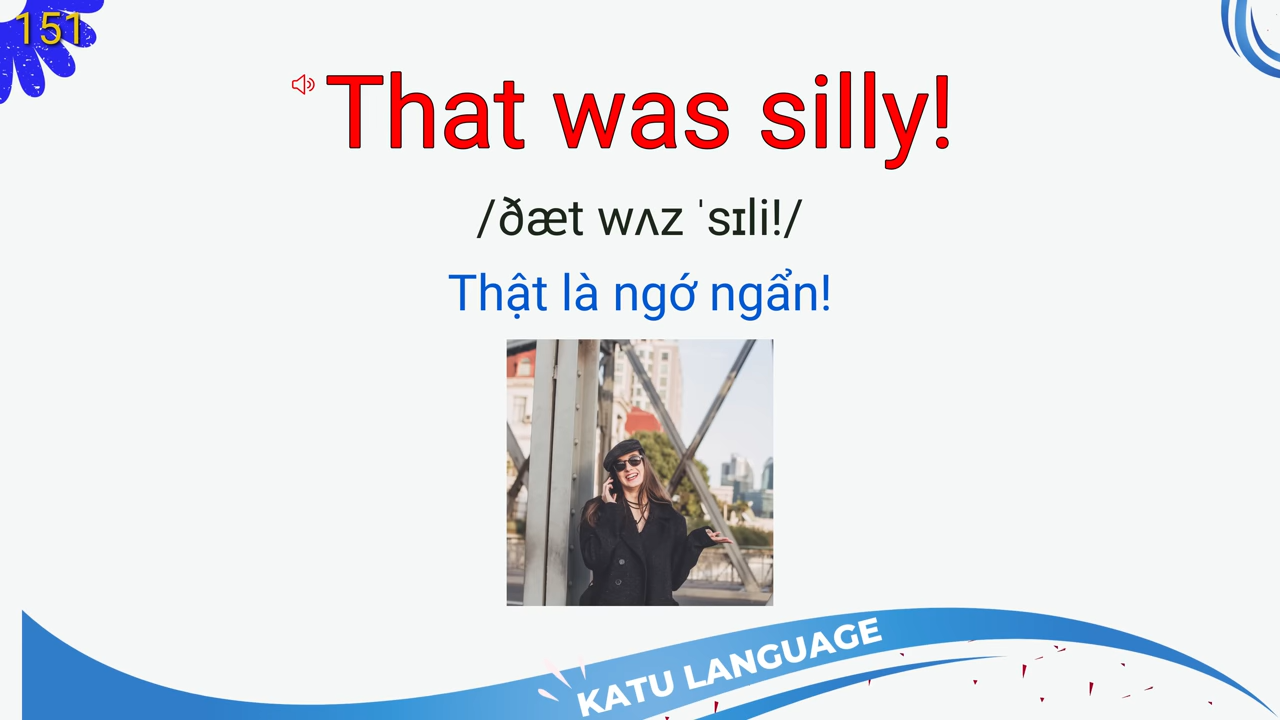 151
That was silly!
/ðæt wʌz ˈsɪli!/
Thật là ngớ ngẩn!
KATU LANGUAGE